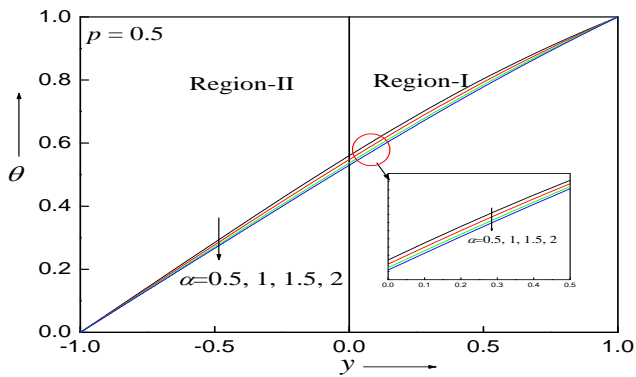 1.0
p = 0.5
0.8
Region-II
Region-I
0.6
θ
0.4
α=0.5, 1, 1.5, 2
0.2
α=0.5, 1, 1.5, 2
0.0 0.1 0.2 0.3 0.4 0.5
0.0
-1.0 -0.5 0.0 0.5 1.0
y